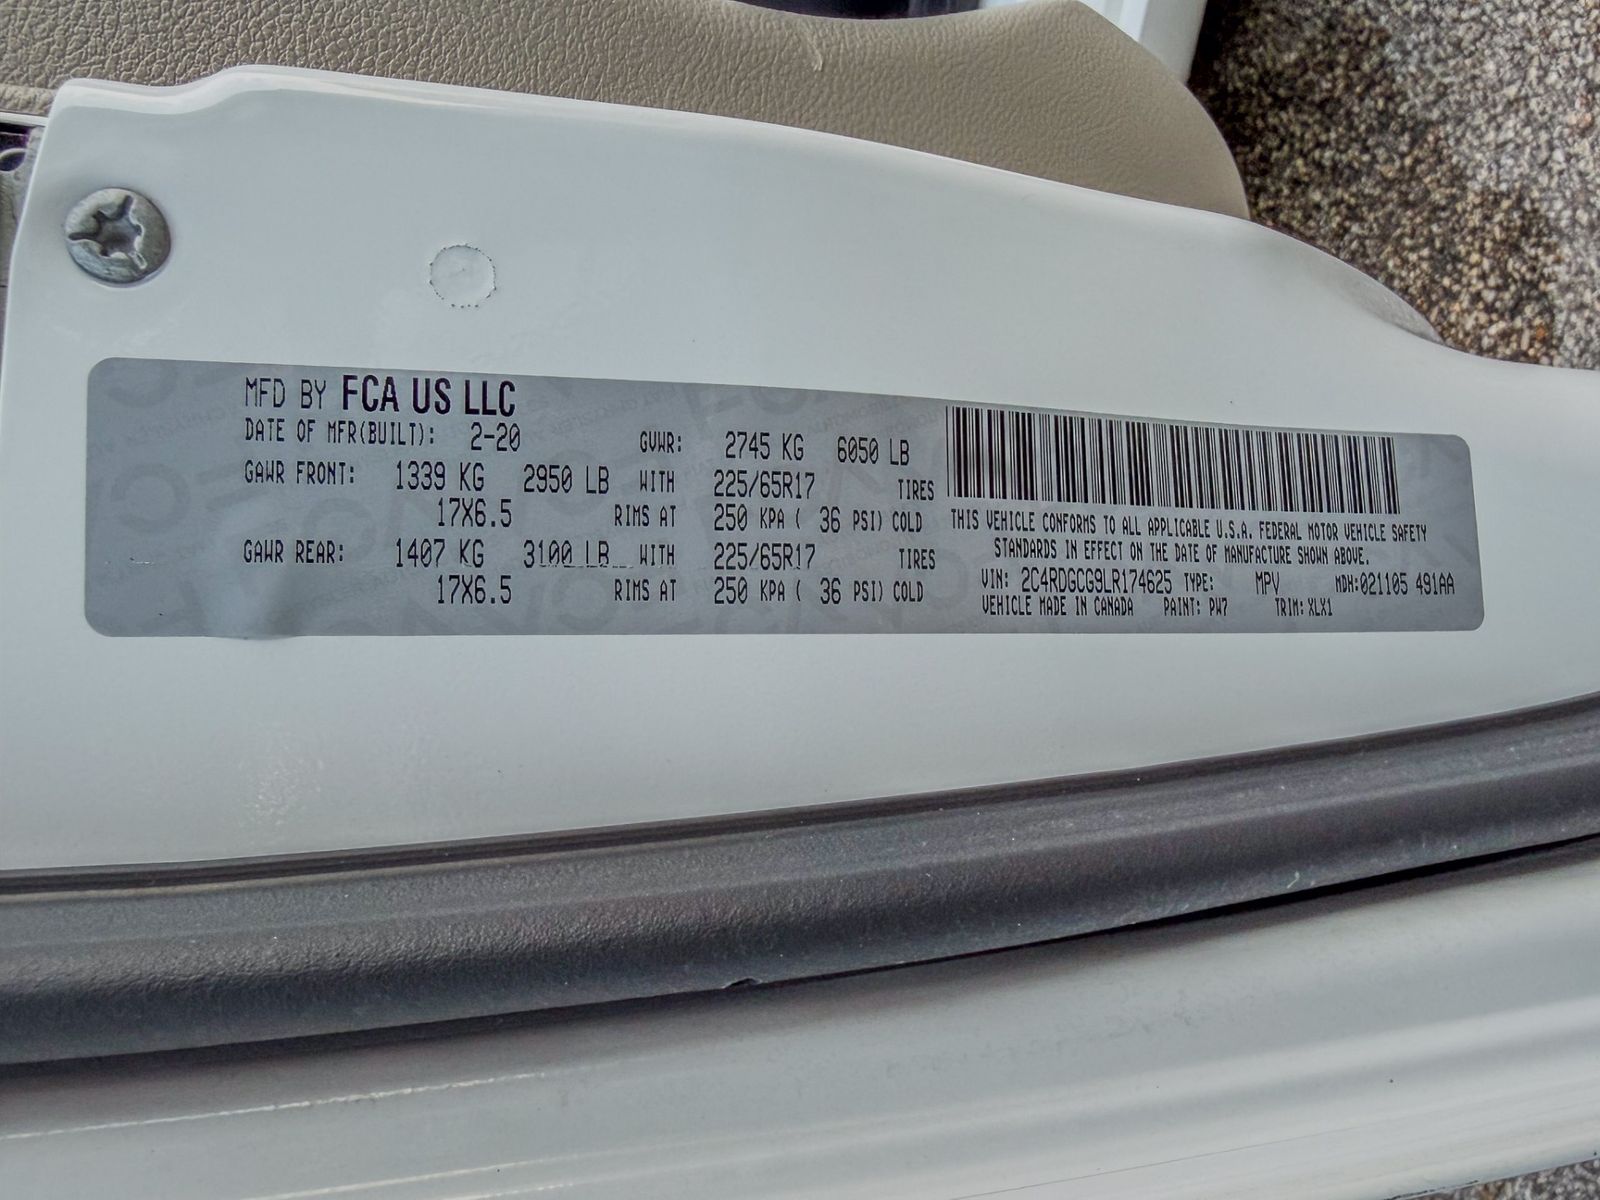 MFD BY FCA US LLC
DATE OF MFR(BUILT): 2-20 GVWR: 2745 KG 6050 LB
GAWR FRONT: 1339 KG 2950 LB WITH 225/65R17 TIRES
17X6.5 RIMS AT 250 KPA ( 36 PSI) COLD
GAWR REAR: 1407 KG 3100 LB WITH 225/65R17 TIRES
17X6.5 RIMS AT 250 KPA ( 36 PSI) COLD
THIS VEHICLE CONFORMS TO ALL APPLICABLE U.S.A. FEDERAL MOTOR VEHICLE SAFETY
STANDARDS IN EFFECT ON THE DATE OF MANUFACTURE SHOWN ABOVE.
VIN: 2C4RDGCG9LR174625 TYPE: MPV MDH:021105 491AA
VEHICLE MADE IN CANADA PAINT: PW7 TRIM: XLX1